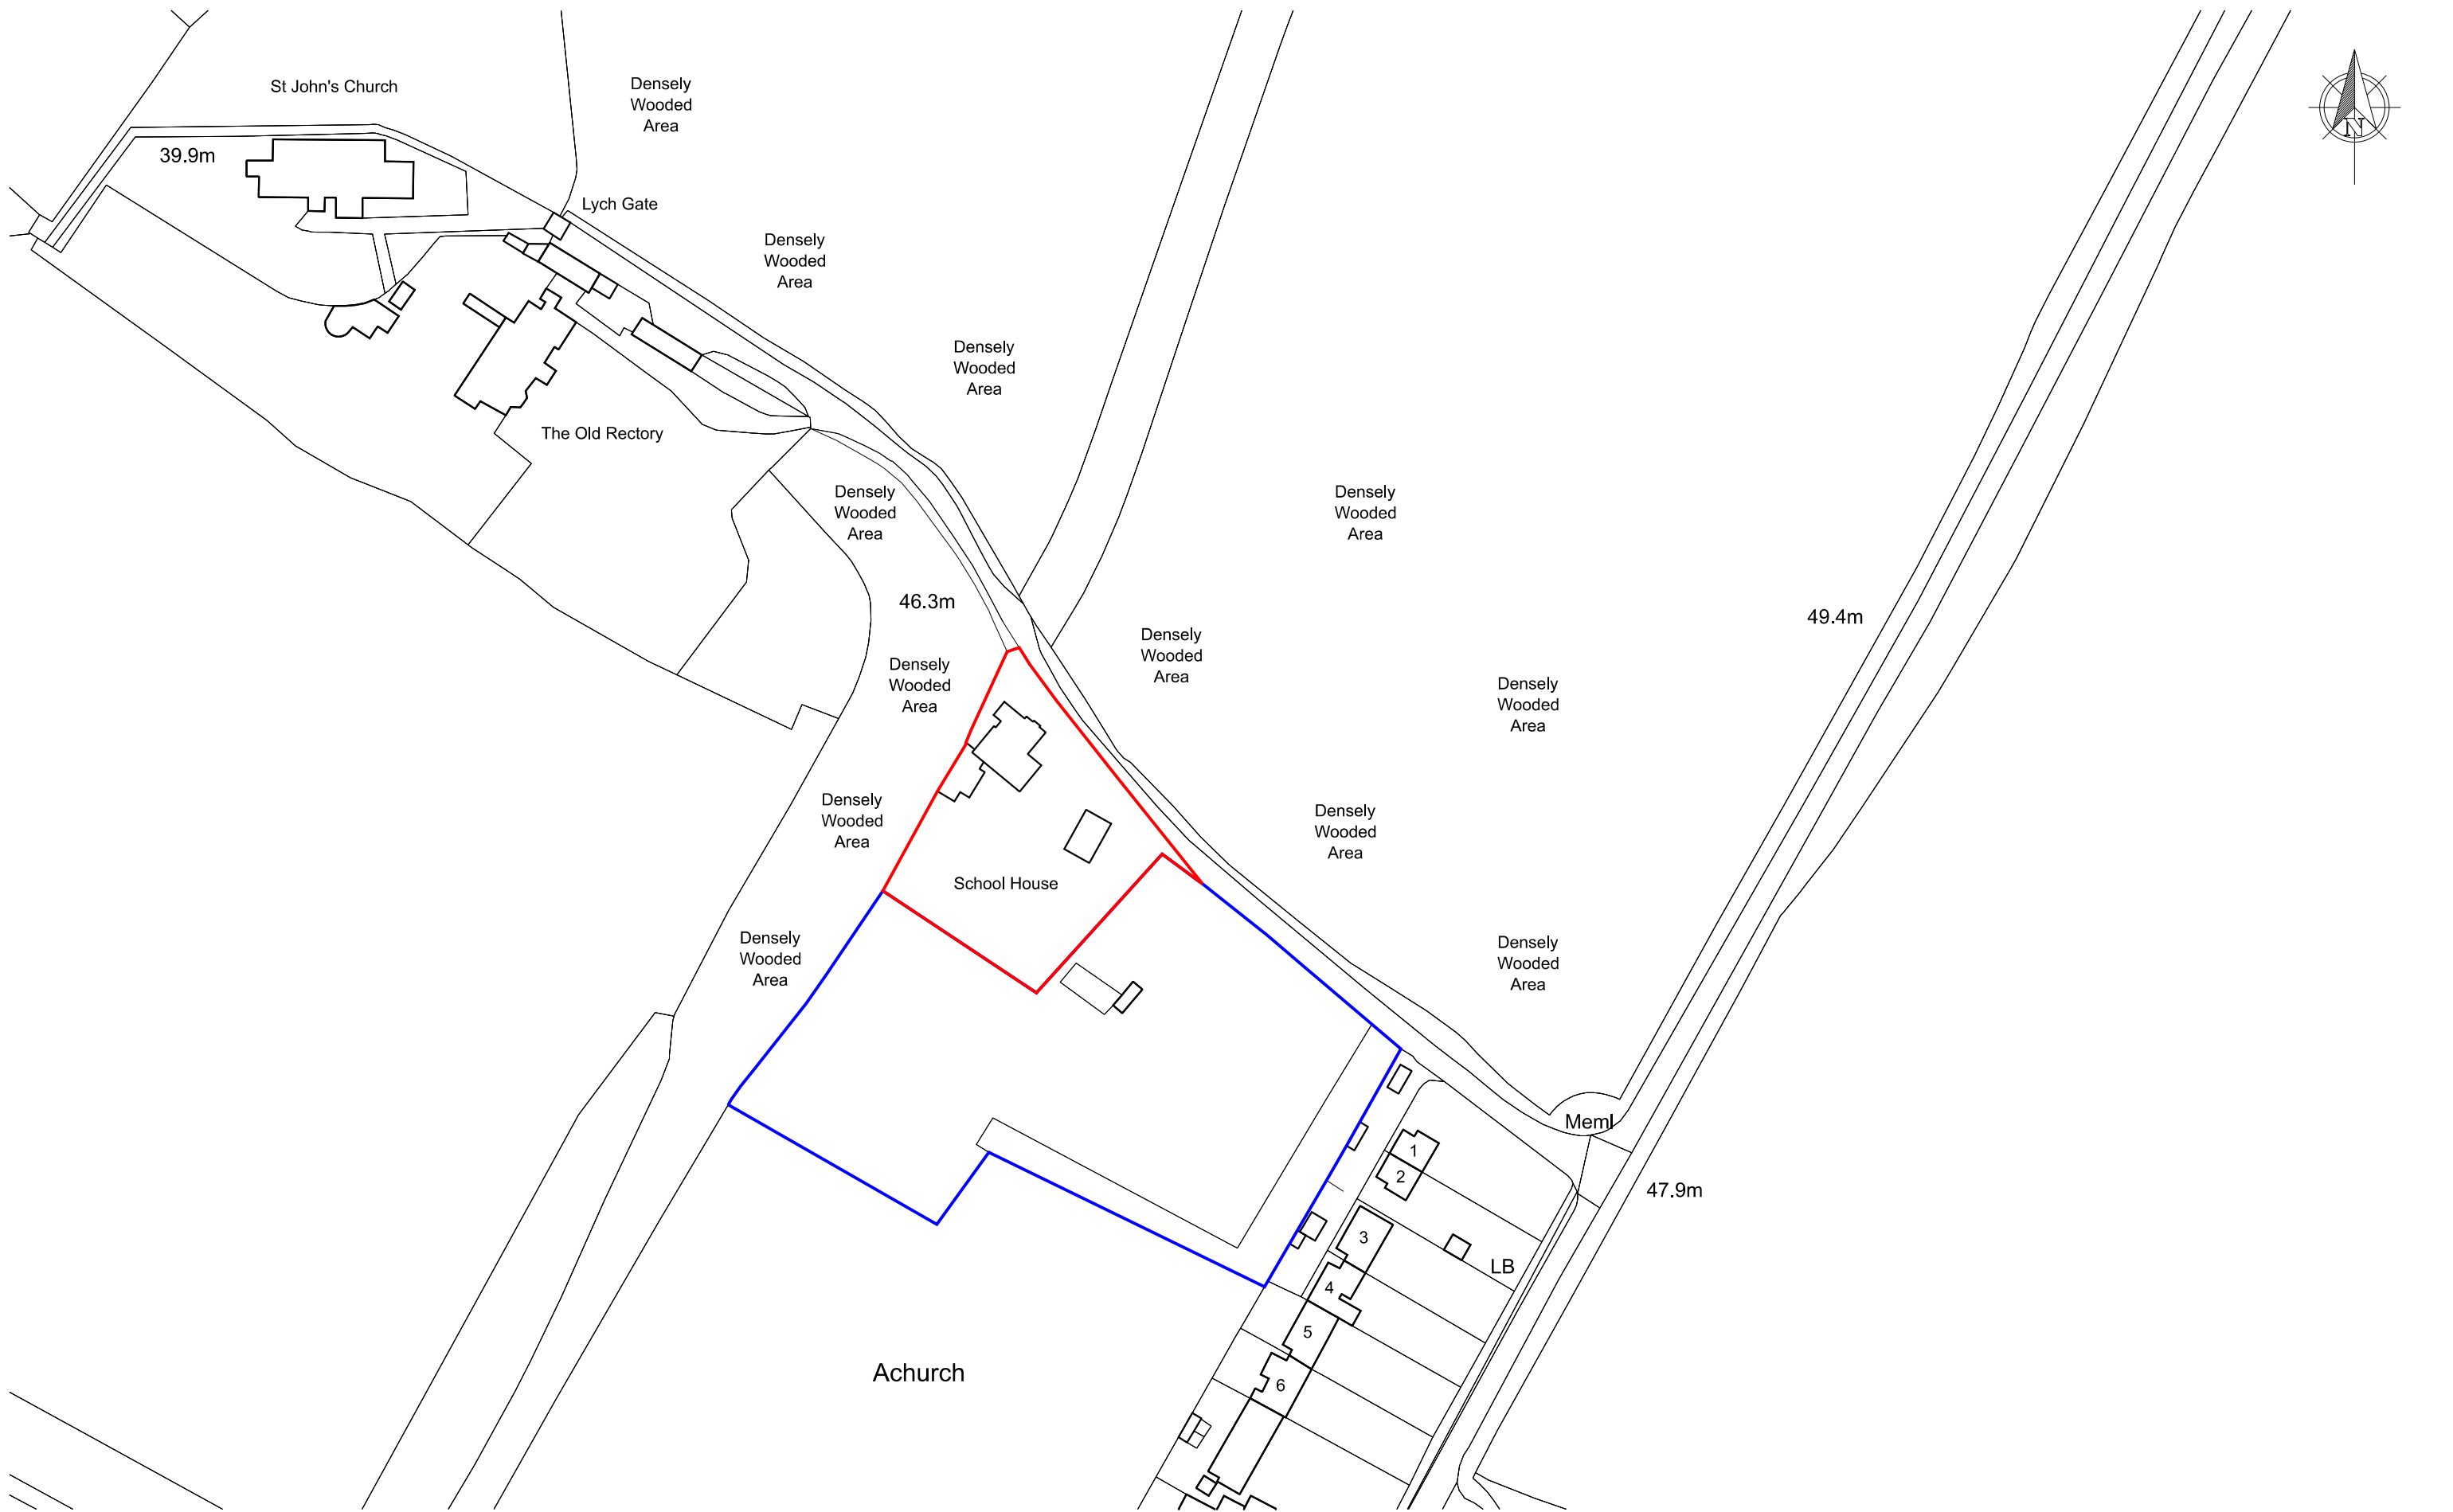 St John's Church
Densely
Wooded
Area
39.9m
Lych Gate
Densely
Wooded
Area
N
Densely
Wooded
Area
The Old Rectory
Densely
Wooded
Area
Densely
Wooded
Area
46.3m
49.4m
Densely
Wooded
Area
Densely
Wooded
Area
Densely
Wooded
Area
Densely
Wooded
Area
Densely
Wooded
Area
School House
Densely
Wooded
Area
Densely
Wooded
Area
Meml
1
2
47.9m
3
LB
4
5
Achurch
6